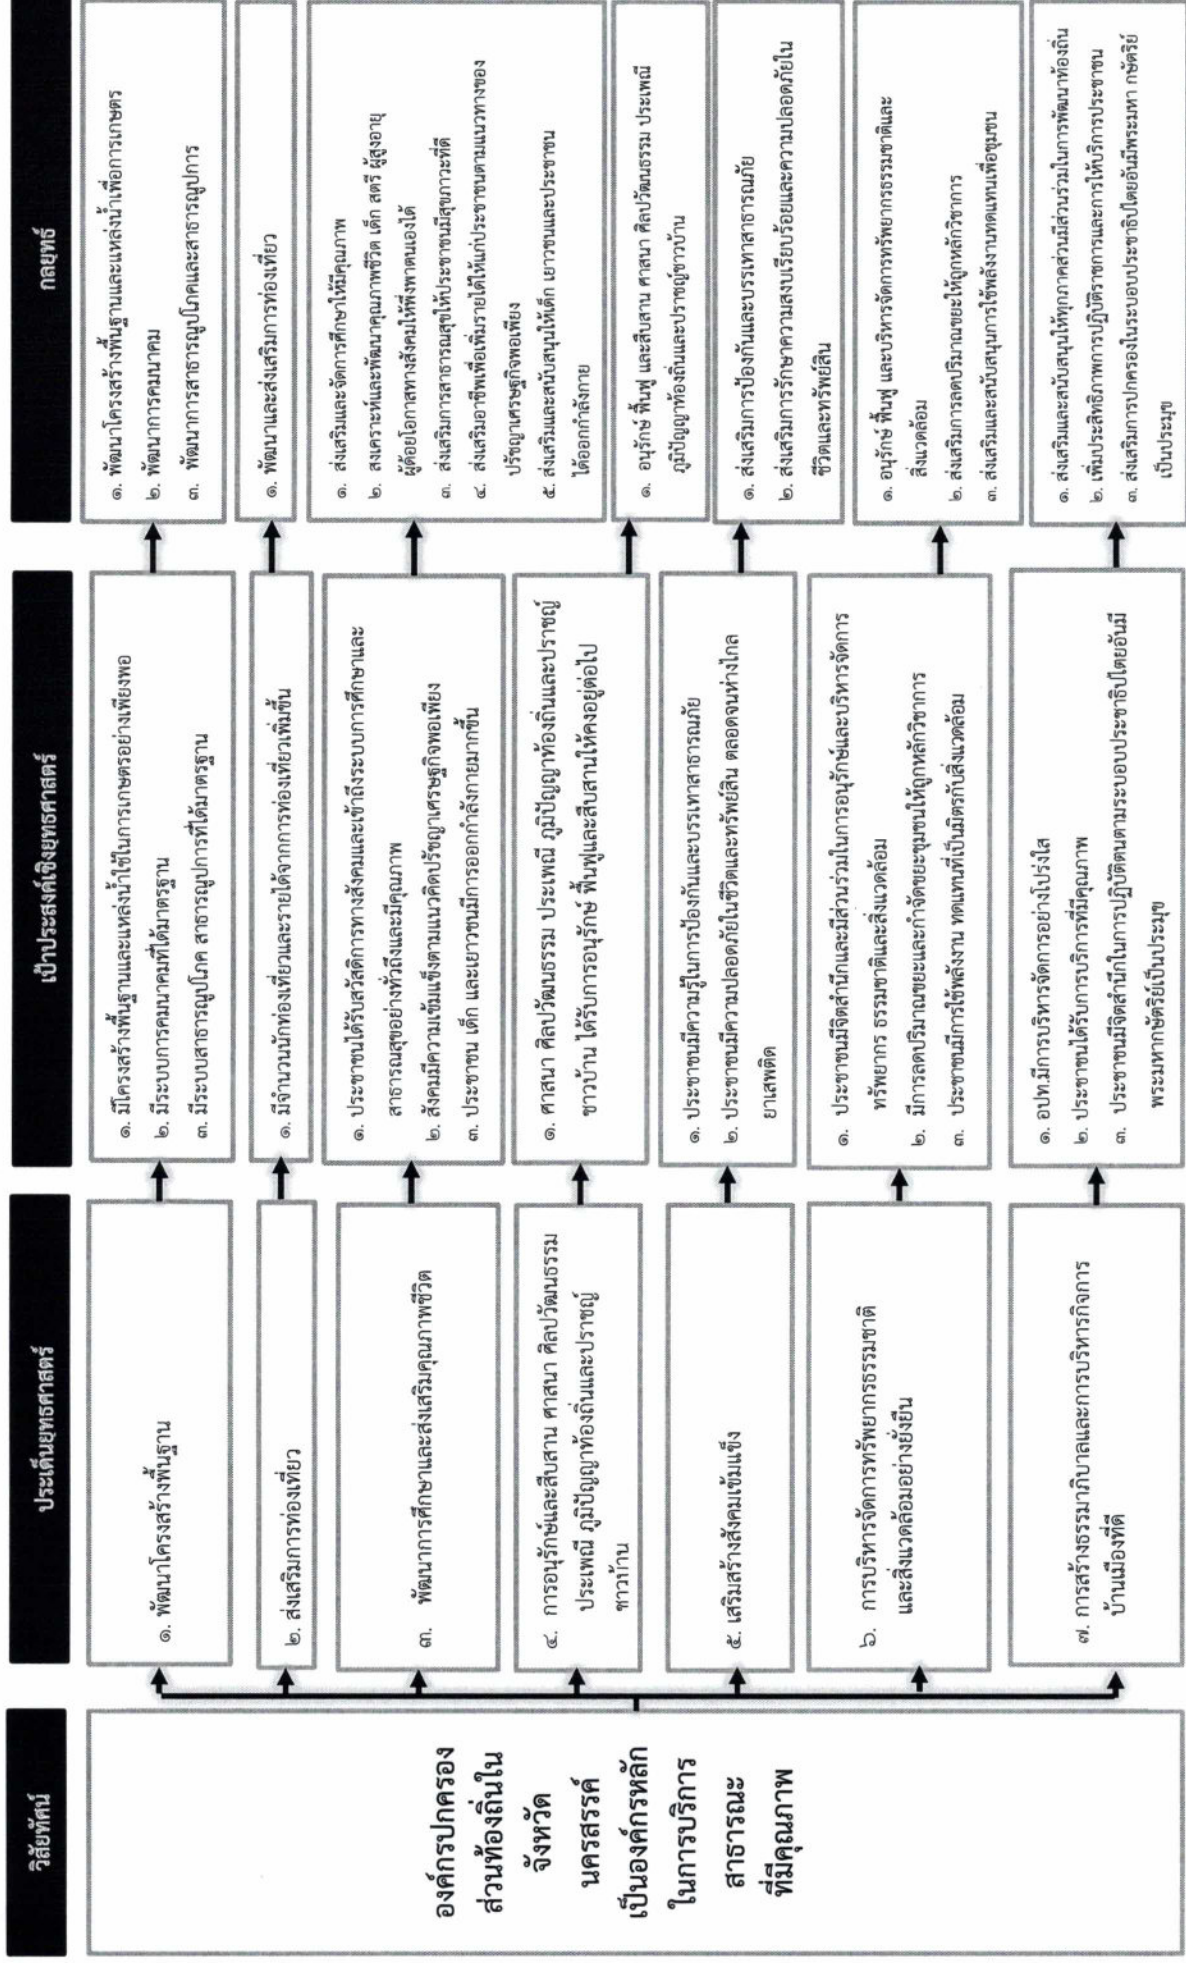 วิสัยทัศน์
องค์กรปกครอง
ส่วนท้องถิ่นใน
จังหวัด
นครสรรค์
เป็นองค์กรหลัก
ในการบริการ
สาธารณะ
ที่มีคุณภาพ
ประเด็นยุทธศาสตร์
๑. พัฒนาโครงสร้างพื้นฐาน
๒. ส่งเสริมการท่องเที่ยว
๓. พัฒนาการศึกษาและส่งเสริมคุณภาพชีวิต
๔. การอนุรักษ์และสืบสาน ศาสนา ศิลปวัฒนธรรม
ประเพณี ภูมิปัญญาท้องถิ่นและปราชญ์
ชาวบ้าน
๕. เสริมสร้างสังคมเข้มแข็ง
๖. การบริหารจัดการทรัพยากรธรรมชาติ
และสิ่งแวดล้อมอย่างยั่งยืน
๗. การสร้างธรรมาภิบาลและการบริหารกิจการ
บ้านเมืองที่ดี
เป้าประสงค์เชิงยุทธศาสตร์
๑. มีโครงสร้างพื้นฐานและแหล่งน้ำใช้ในการเกษตรอย่างเพียงพอ
๒. มีระบบการคมนาคมที่ได้มาตรฐาน
๓. มีระบบสาธารณูปโภค สาธารณูปการที่ได้มาตรฐาน
๑. มีจำนวนนักท่องเที่ยวและรายได้จากการท่องเที่ยวเพิ่มขึ้น
๑. ประชาชนได้รับสวัสดิการทางสังคมและเข้าถึงระบบการศึกษาและ
สาธารณสุขอย่างทั่วถึงและมีคุณภาพ
๒. สังคมมีความเข้มแข็งตามแนวคิดปรัชญาเศรษฐกิจพอเพียง
๓. ประชาชน เด็ก และเยาวชนมีการออกกำลังกายมากขึ้น
๑. ศาสนา ศิลปวัฒนธรรม ประเพณี ภูมิปัญญาท้องถิ่นและปราชญ์
ชาวบ้าน ได้รับการอนุรักษ์ ฟื้นฟูและสืบสานให้คงอยู่ต่อไป
๑. ประชาชนมีความรู้ในการป้องกันและบรรเทาสาธารณภัย
๒. ประชาชนมีความปลอดภัยในชีวิตและทรัพย์สิน ตลอดจนห่างไกล
ยาเสพติด
๑. ประชาชนมีจิตสำนึกและมีส่วนร่วมในการอนุรักษ์และบริหารจัดการ
ทรัพยากร ธรรมชาติและสิ่งแวดล้อม
๒. มีการลดปริมาณขยะและกำจัดขยะชุมชนให้ถูกหลักวิชาการ
๓. ประชาชนมีการใช้พลังงาน ทดแทนที่เป็นมิตรกับสิ่งแวดล้อม
๑. อปท.มีการบริหารจัดการอย่างโปร่งใส
๒. ประชาชนได้รับการบริการที่มีคุณภาพ
๓. ประชาชนมีจิตสำนึกในการปฏิบัติตนตามระบอบประชาธิปไตยอันมี
พระมหากษัตริย์เป็นประมุข
กลยุทธ์
๑. พัฒนาโครงสร้างพื้นฐานและแหล่งน้ำเพื่อการเกษตร
๒. พัฒนาการคมนาคม
๓. พัฒนาการสาธารณูปโภคและสาธารณูปการ
๑. พัฒนาและส่งเสริมการท่องเที่ยว
๑. ส่งเสริมและจัดการศึกษาให้มีคุณภาพ
๒. สงเคราะห์และพัฒนาคุณภาพชีวิต เด็ก สตรี ผู้สูงอายุ
ผู้ด้อยโอกาสทางสังคมให้พึ่งพาตนเองได้
๓. ส่งเสริมการสาธารณสุขให้ประชาชนมีสุขภาวะที่ดี
๔. ส่งเสริมอาชีพเพื่อเพิ่มรายได้ให้แก่ประชาชนตามแนวทางของ
ปรัชญาเศรษฐกิจพอเพียง
๕. ส่งเสริมและสนับสนุนให้เด็ก เยาวชนและประชาชน
ได้ออกกำลังกาย
๑. อนุรักษ์ ฟื้นฟู และสืบสาน ศาสนา ศิลปวัฒนธรรม ประเพณี
ภูมิปัญญาท้องถิ่นและปราชญ์ชาวบ้าน
๑. ส่งเสริมการป้องกันและบรรเทาสาธารณภัย
๒. ส่งเสริมการรักษาความสงบเรียบร้อยและความปลอดภัยใน
ชีวิตและทรัพย์สิน
๑. อนุรักษ์ ฟื้นฟู และบริหารจัดการทรัพยากรธรรมชาติและ
สิ่งแวดล้อม
๒. ส่งเสริมการลดปริมาณขยะให้ถูกหลักวิชาการ
๓. ส่งเสริมและสนับสนุนการใช้พลังงานทดแทนเพื่อชุมชน
๑. ส่งเสริมและสนับสนุนให้ทุกภาคส่วนมีส่วนร่วมในการพัฒนาท้องถิ่น
๒. เพิ่มประสิทธิภาพการปฏิบัติราชการและการให้บริการประชาชน
๓. ส่งเสริมการปกครองในระบอบประชาธิปไตยอันมีพระมหา กษัตริย์
เป็นประมุข